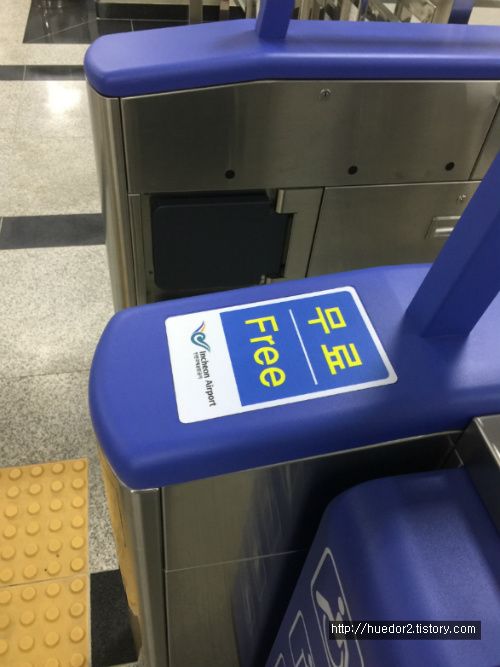 무료
Free
Incheon Airport
http://huedor2.tistory.com